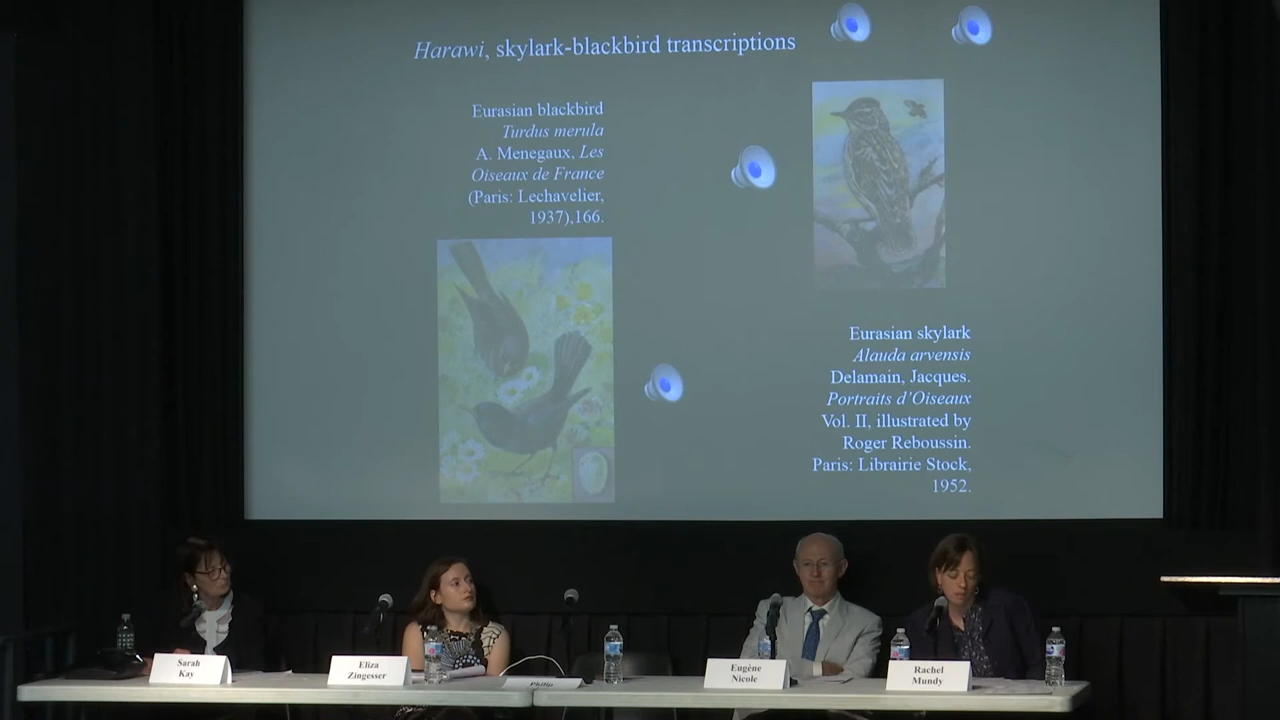 Harawi, skylark-blackbird transcriptions
Eurasian blackbird
Turdus merula
A. Menegaux, Les
Oiseaux de France
(Paris: Lechavelier,
1937),166.
Eurasian skylark
Alauda arvensis
Delamain, Jacques.
Portraits d'Oiseaux
Vol. II, illustrated by
Roger Reboussin.
Paris: Librairie Stock,
1952.
Sarah
Kay
Eliza
Zingesser
Philip
Eugène
Nicole
Rachel
Mundy